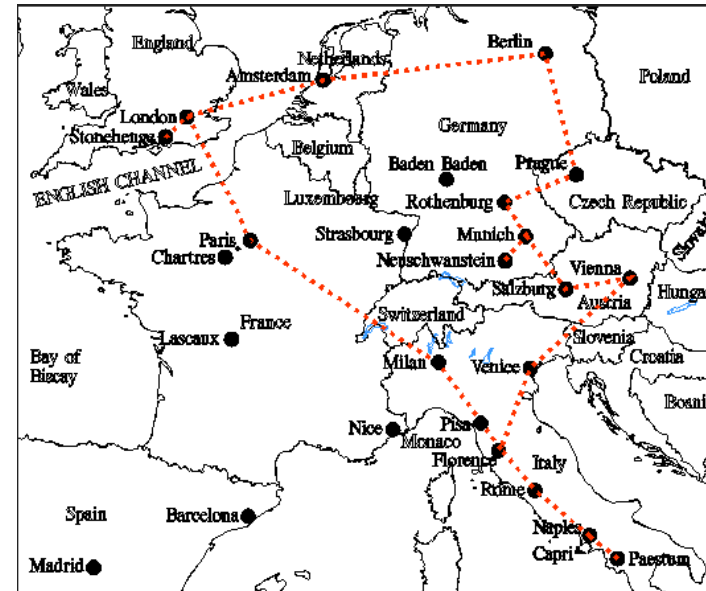 England
Berlin
Netherlands
Amsterdam
Poland
Wales
London
Germany
Stonehenge
Belgium
ENGLISH CHANNEL
Baden Baden
Prague
Luxembourg
Rothenburg
Czech Republic
Paris
Strasbourg
Munich
Chartres
Neuschwanstein
Vienna
Salzburg
Austria
Hunga
Switzerland
France
Lascaux
Slovenia
Bay of
Biscay
Milan
Venice
Croatia
Bosni
Nice
Pisa
Monaco
Florence
Italy
Rome
Spain
Barcelona
Naples
Capri
Paestum
Madrid